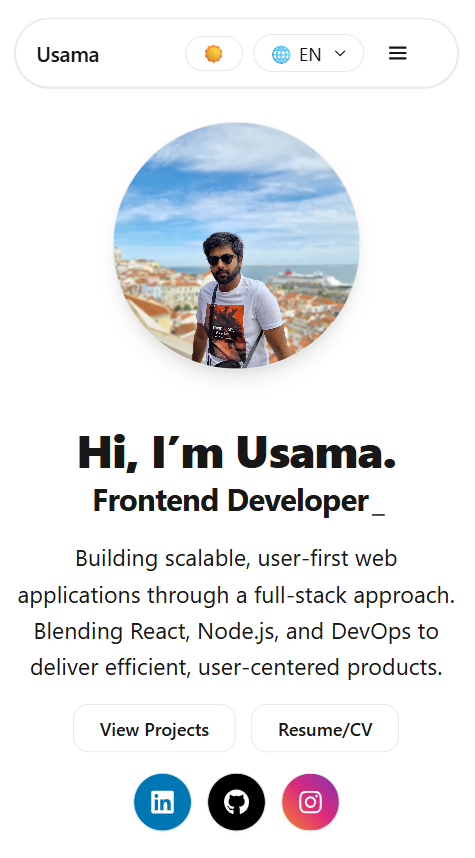 Usama
EN
Hi, I´m Usama.
Frontend Developer_
Building scalable, user-first web
applications through a full-stack approach.
Blending React, Node.js, and DevOps to
deliver efficient, user-centered products.
View Projects
Resume/CV
in